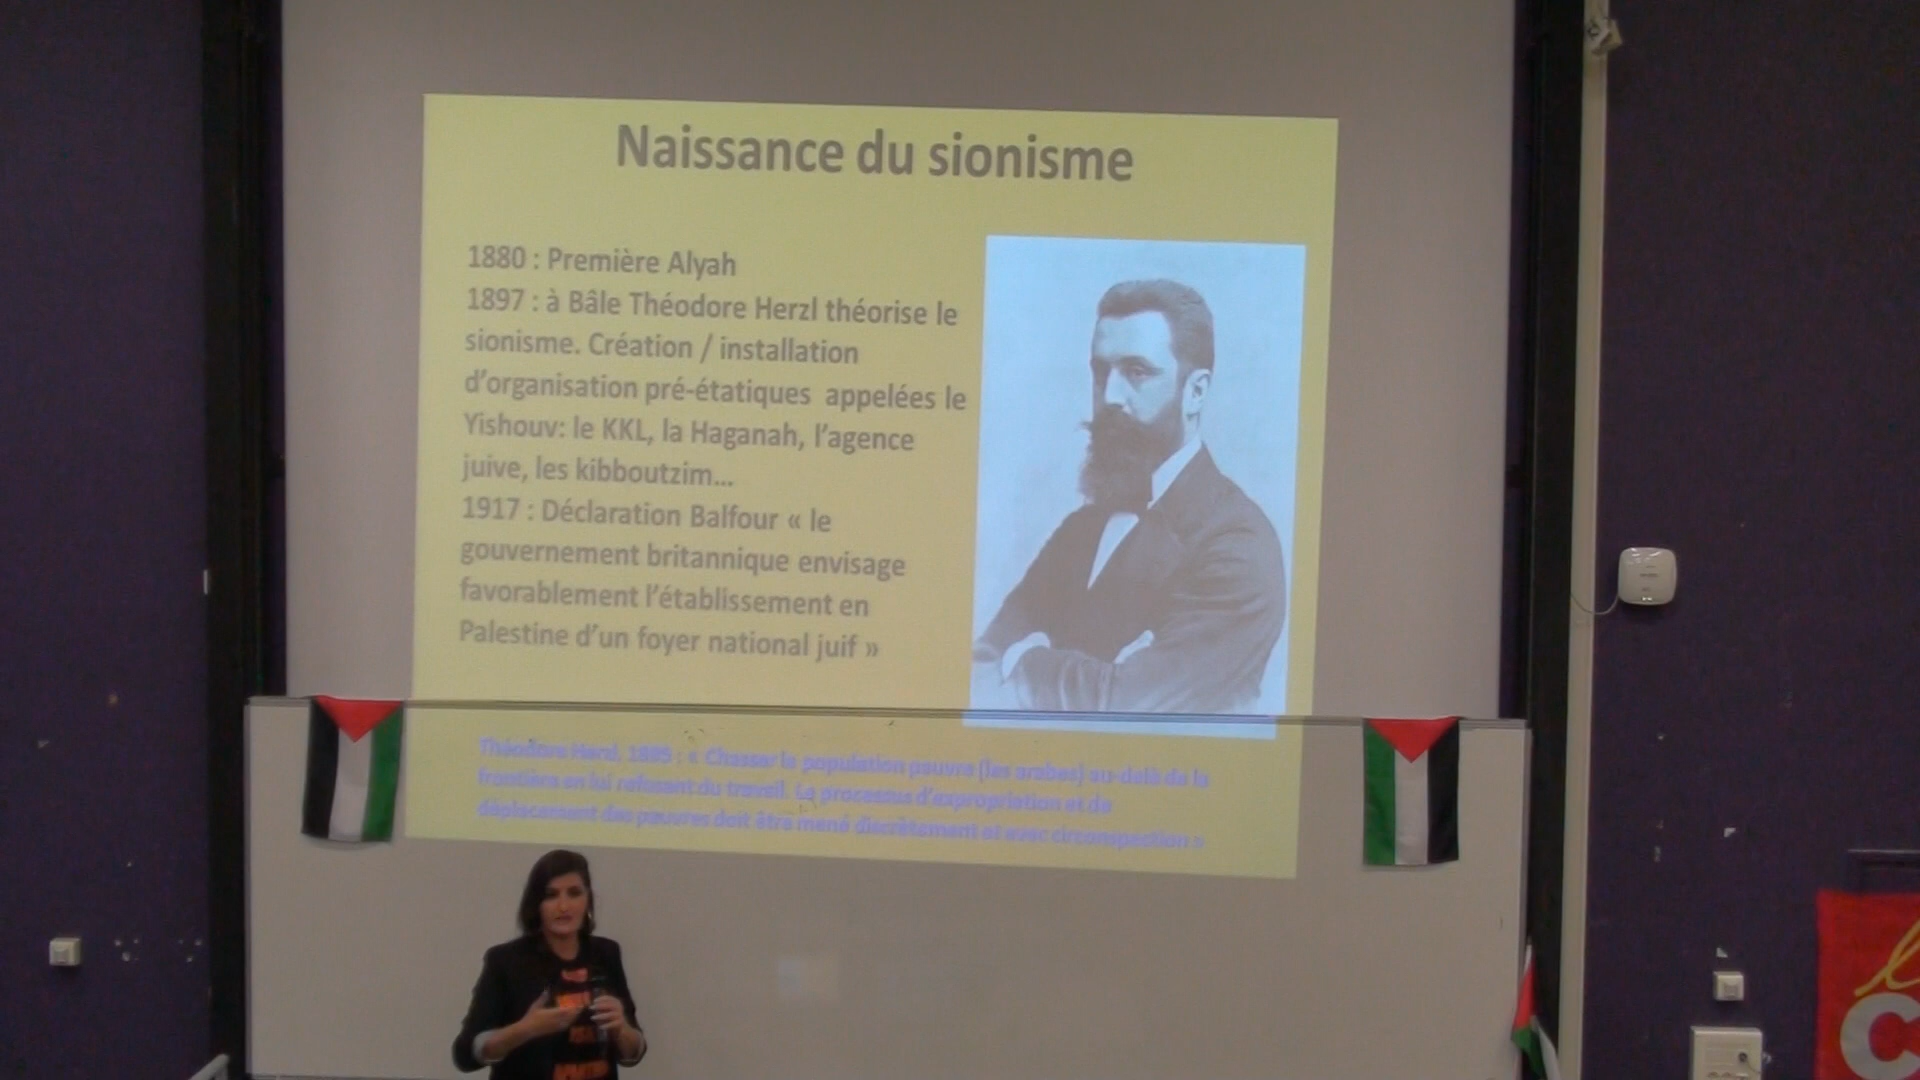 Naissance du sionisme
1880 : Première Alyah
1897 : à Bâle Théodore Herzl théorise le
sionisme. Création / installation
d'organisation pré-étatiques appelées le
Yishouv: le KKL, la Haganah, l'agence
juive, les kibboutzim...
1917 : Déclaration Balfour « le
gouvernement britannique envisage
favorablement l'établissement en
Palestine d'un foyer national juif »
Théodore Herzl, : « Chasser la population pauvre (les arabes) au-delà de la
frontière en lui refusant du travail. Le processus d'expropriation et de
déplacement des pauvres doit être mené discrètement et avec circonspection »